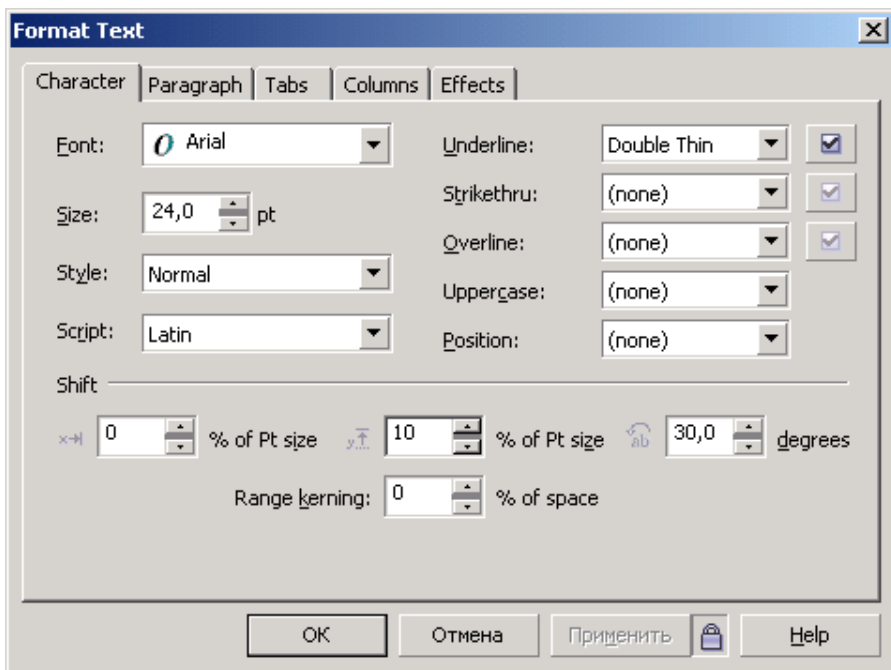 Format Text
Character Paragraph Tabs Columns Effects
Font: Arial Underline: Double Thin
Size: 24,0 pt Strikethru: (none)
Overline: (none)
Style: Normal Uppercase: (none)
Script: Latin Position: (none)
Shift
x 0 % of Pt size y 10 % of Pt size ab 30,0 degrees
Range kerning: 0 % of space
OK Отмена Применить Help